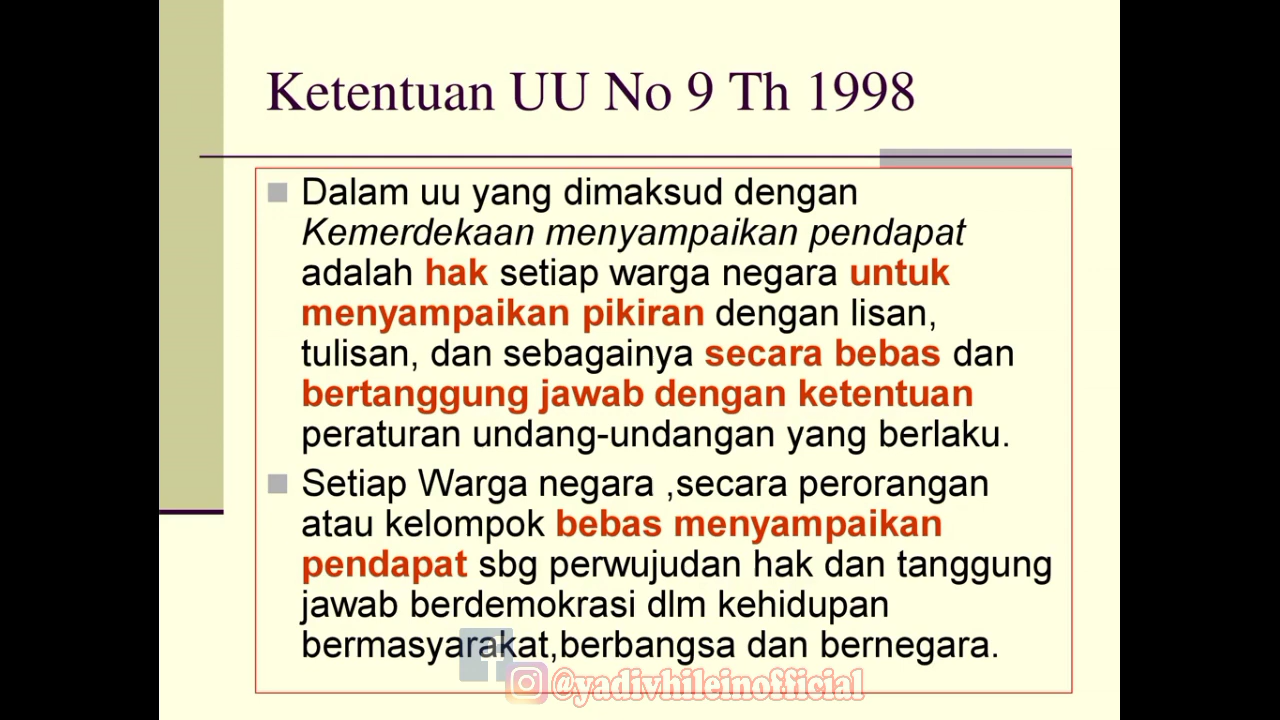 Ketentuan UU No 9 Th 1998
Dalam uu yang dimaksud dengan
Kemerdekaan menyampaikan pendapat
adalah hak setiap warga negara untuk
menyampaikan pikiran dengan lisan,
tulisan, dan sebagainya secara bebas dan
bertanggung jawab dengan ketentuan
peraturan undang-undangan yang berlaku.
Setiap Warga negara ,secara perorangan
atau kelompok bebas menyampaikan
pendapat sbg perwujudan hak dan tanggung
jawab berdemokrasi dlm kehidupan
bermasyarakat,berbangsa dan bernegara.
@yadivhileinofficial